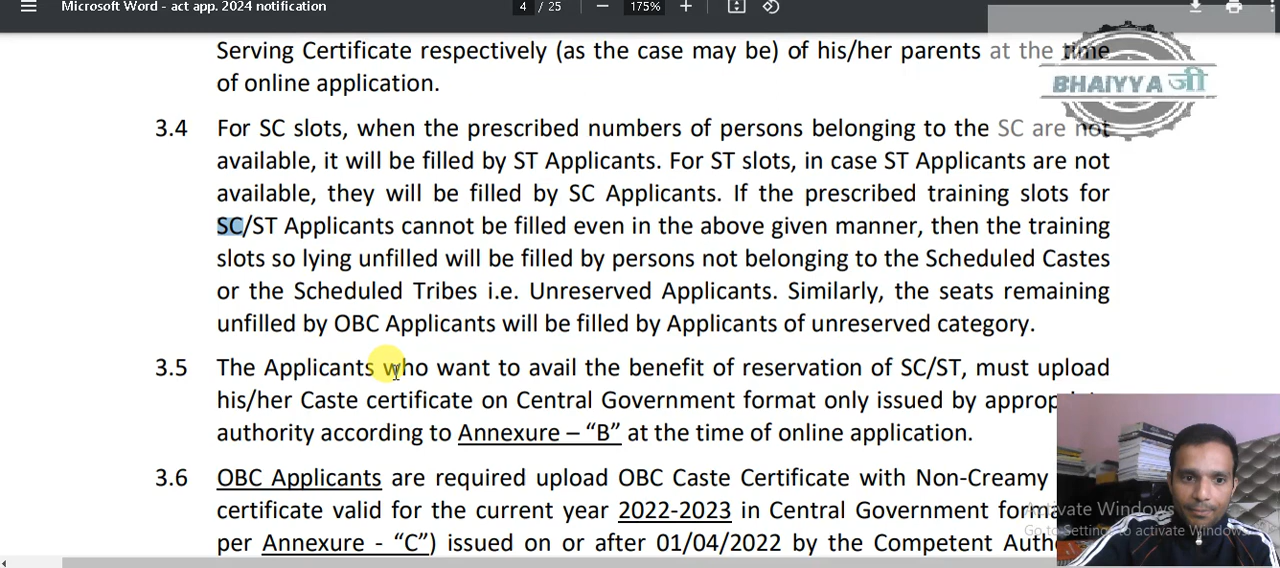 Microsoft Word - act app. 2024 notification
4 / 25
175%
Serving Certificate respectively (as the case may be) of his/her parents at the time
of online application.
BHAIYYA जी
3.4 For SC slots, when the prescribed numbers of persons belonging to the SC are not
available, it will be filled by ST Applicants. For ST slots, in case ST Applicants are not
available, they will be filled by SC Applicants. If the prescribed training slots for
SC/ST Applicants cannot be filled even in the above given manner, then the training
slots so lying unfilled will be filled by persons not belonging to the Scheduled Castes
or the Scheduled Tribes i.e. Unreserved Applicants. Similarly, the seats remaining
unfilled by OBC Applicants will be filled by Applicants of unreserved category.
3.5 The Applicants who want to avail the benefit of reservation of SC/ST, must upload
his/her Caste certificate on Central Government format only issued by
authority according to Annexure – “B” at the time of online application.
3.6 OBC Applicants are required upload OBC Caste Certificate with Non-Creamy
certificate valid for the current year 2022-2023 in Central Government
per Annexure - “C”) issued on or after 01/04/2022 by the Competent
Activate Windows
Go to Settings to activate Windows.